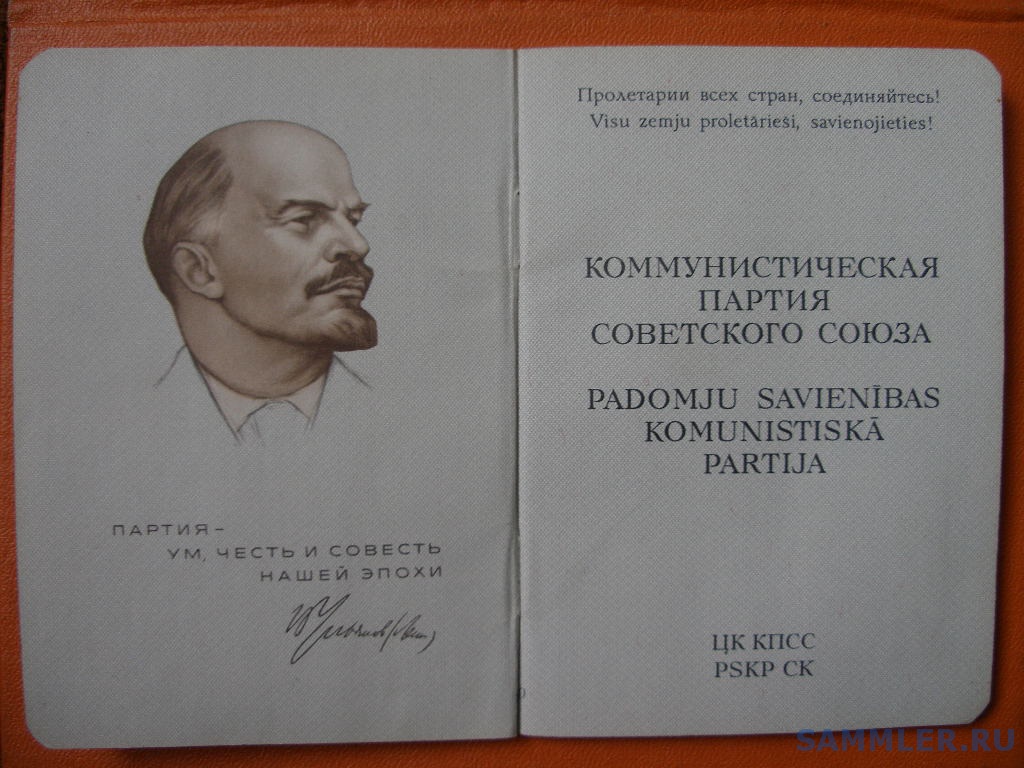 ПАРТИЯ –
УМ, ЧЕСТЬ И СОВЕСТЬ
НАШЕЙ ЭПОХИ
Пролетарии всех стран, соединяйтесь!
Visu zemju proletārieši, savienojieties!
КОММУНИСТИЧЕСКАЯ
ПАРТИЯ
СОВЕТСКОГО СОЮЗА
PADOMJU SAVIENĪBAS
KOMUNISTISKĀ
PARTIJA
ЦК КПСС
PSKP CK
SAMMLER.RU